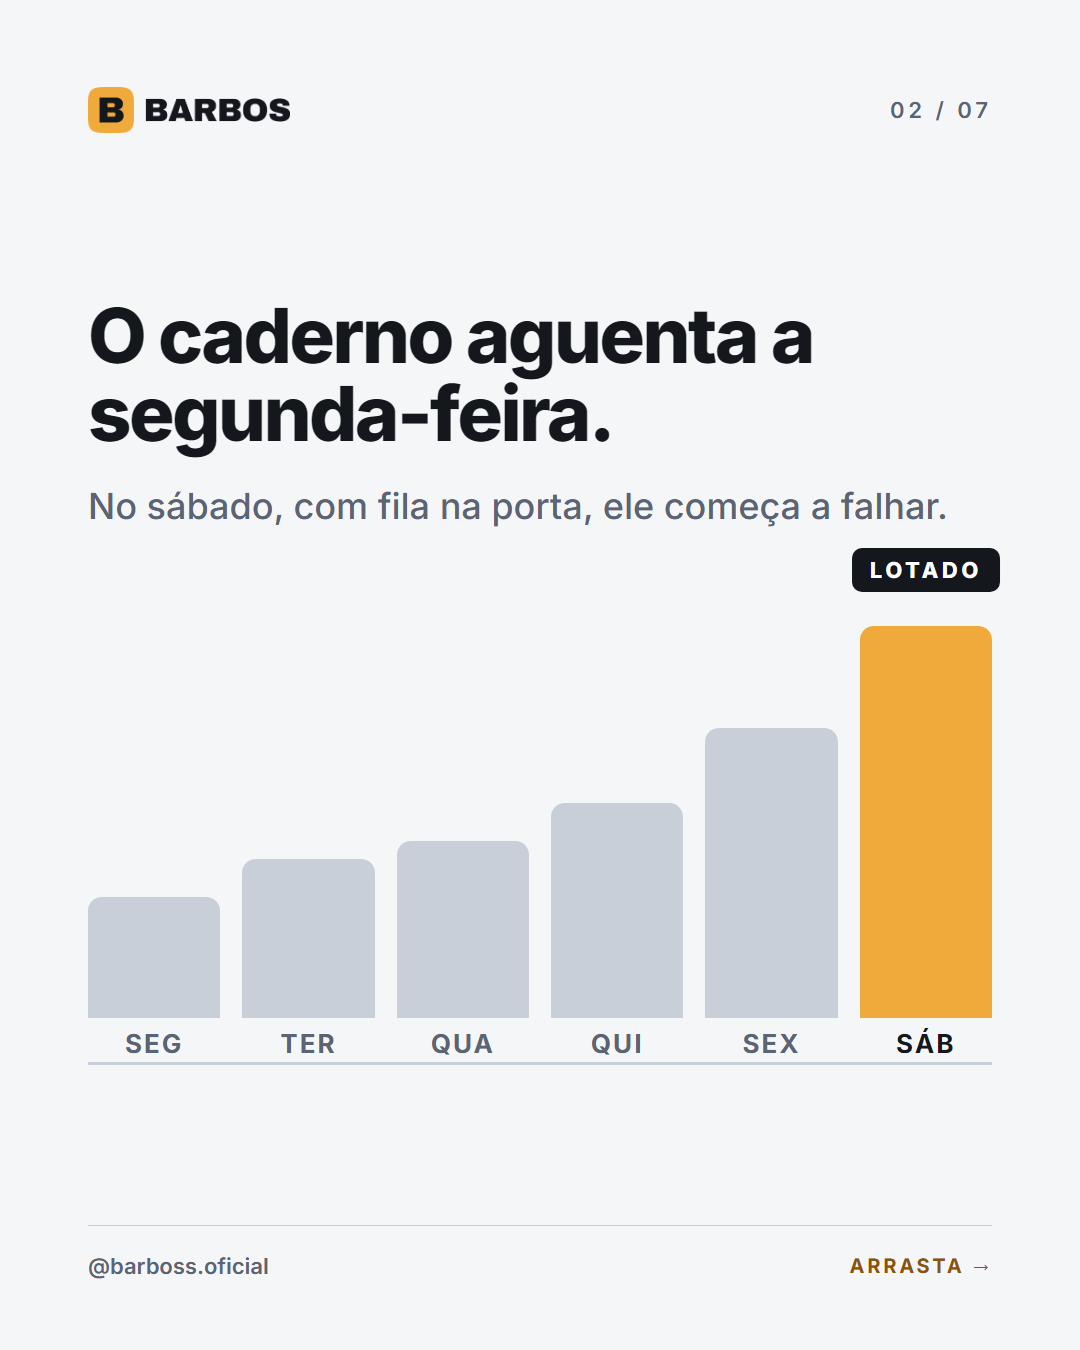 B BARBOS
02 / 07
O caderno aguenta a
segunda-feira.
No sábado, com fila na porta, ele começa a falhar.
LOTADO
SEG TER QUA QUI SEX SÁB
@barboss.oficial
ARRASTA →